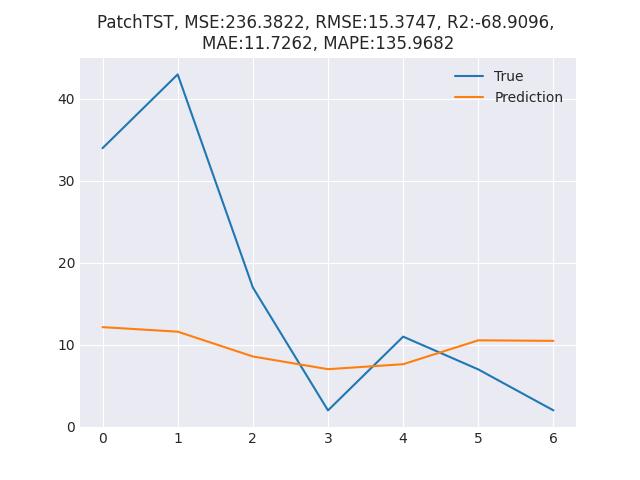 PatchTST, MSE:236.3822, RMSE:15.3747, R2:-68.9096,
MAE:11.7262, MAPE:135.9682
True
Prediction
40
30
20
10
0
0 1 2 3 4 5 6